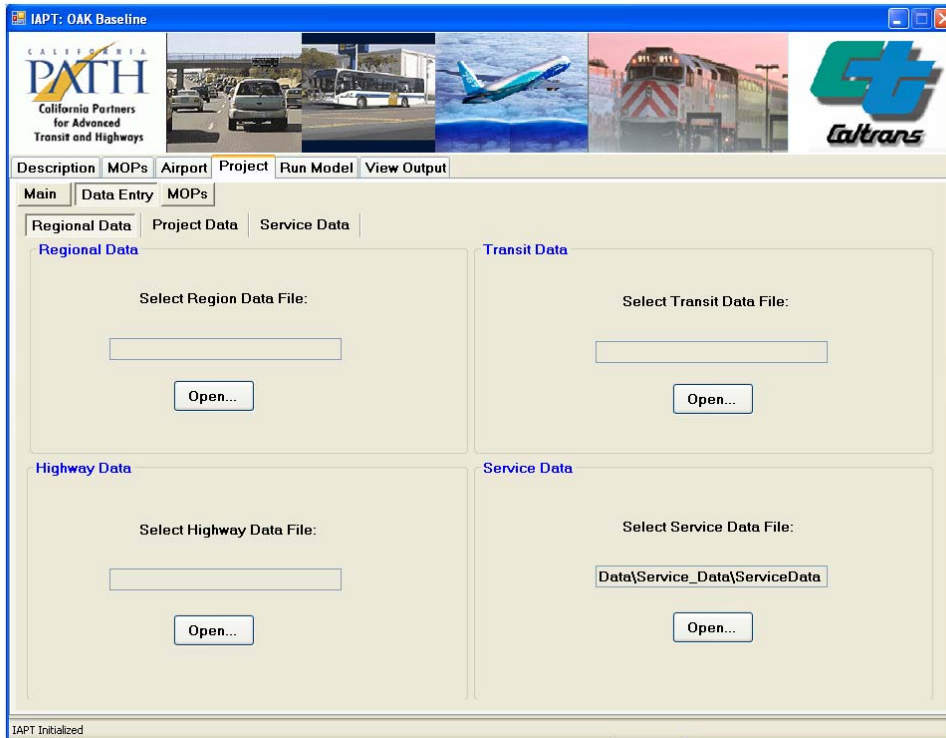 IAPT: OAK Baseline
CALIFORNIA
PATH
California Partners
for Advanced
Transit and Highways
Caltrans
Description MOPs Airport Project Run Model View Output
Main Data Entry MOPs
Regional Data Project Data Service Data
Regional Data
Select Region Data File:
Open...
Transit Data
Select Transit Data File:
Open...
Highway Data
Select Highway Data File:
Open...
Service Data
Select Service Data File:
Data\Service_Data\ServiceData
Open...
IAPT Initialized